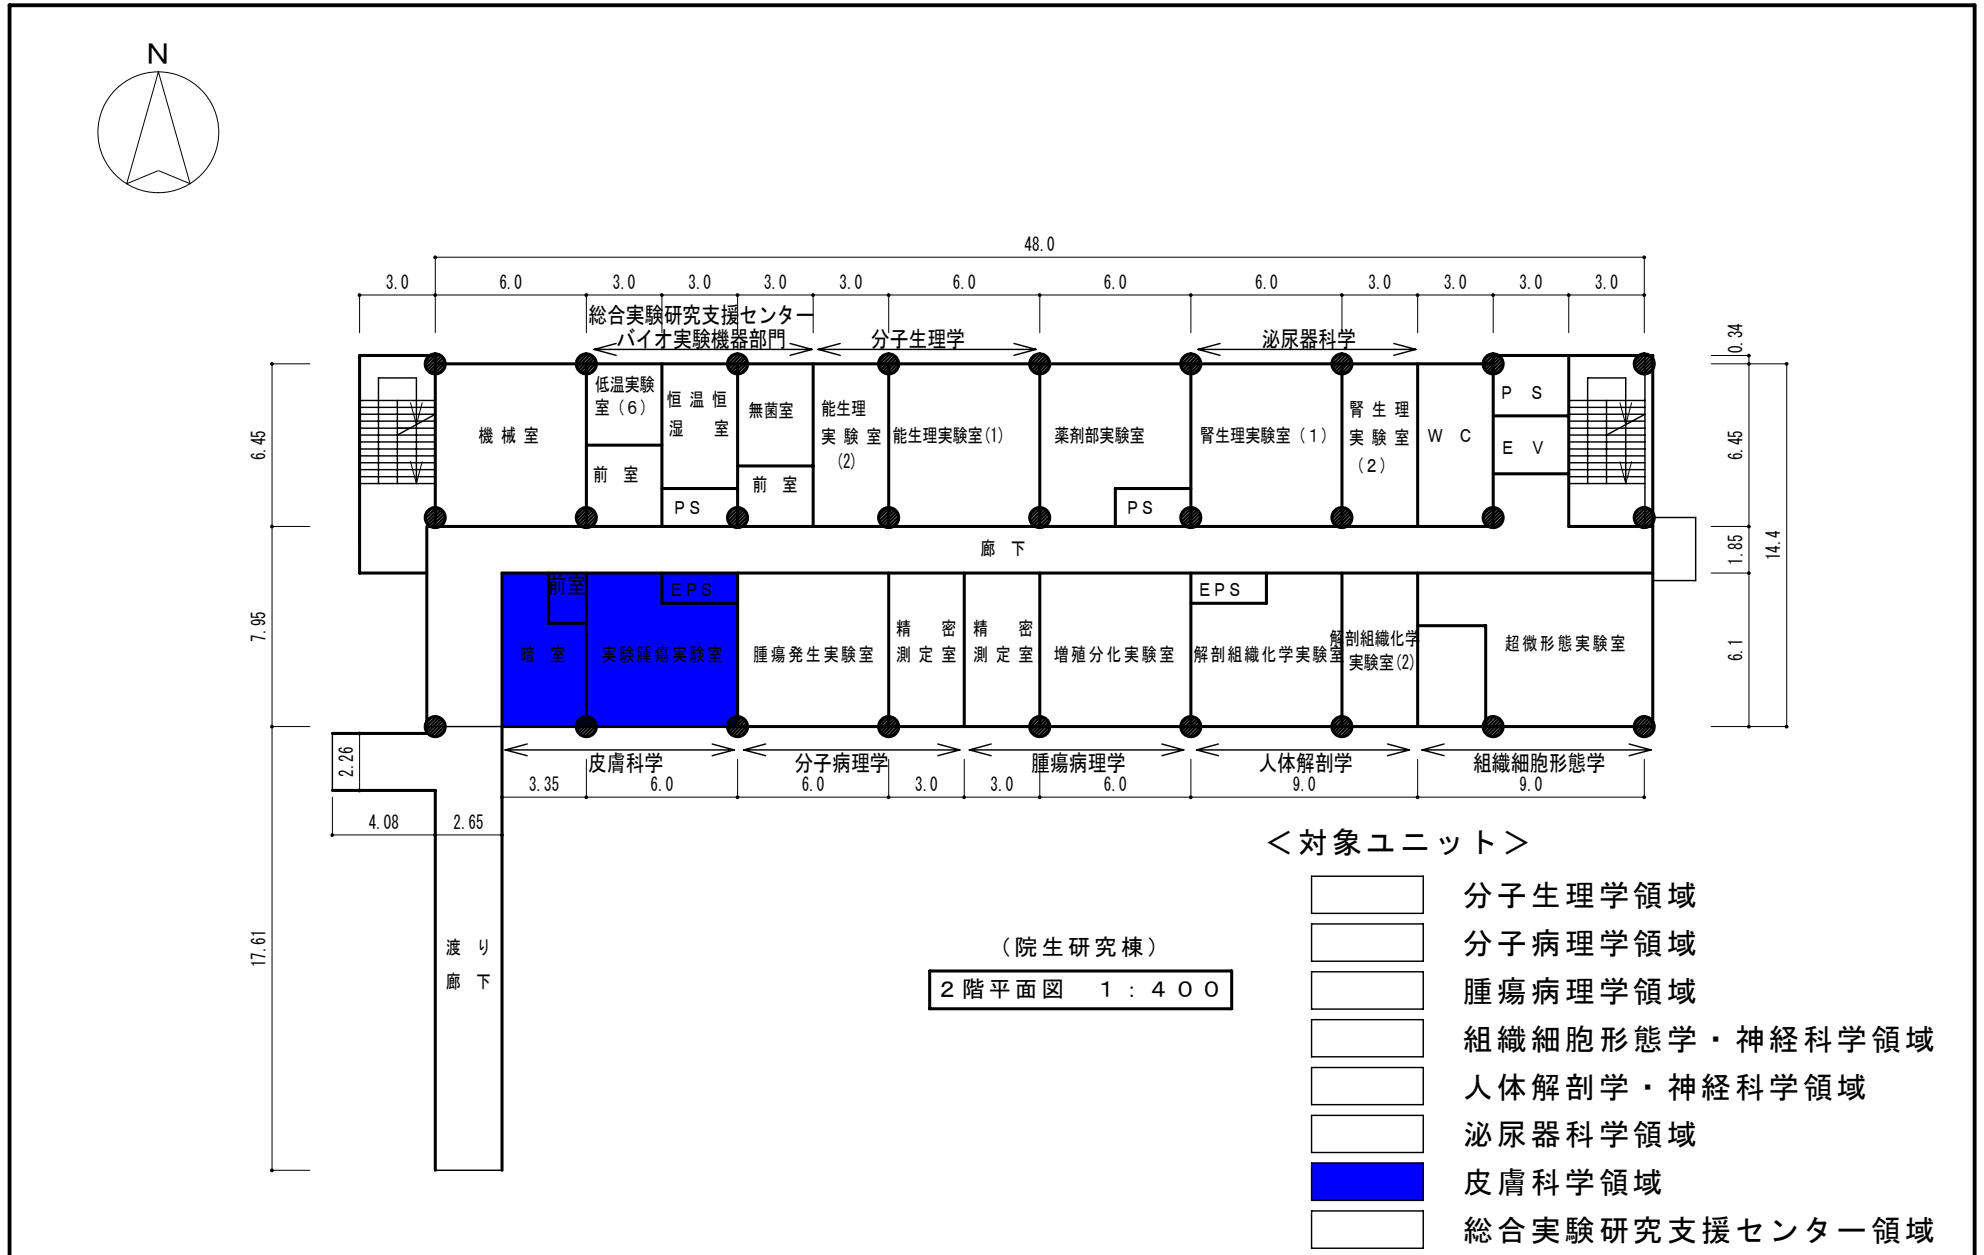 N
48.0
3.0 6.0 3.0 3.0 3.0 3.0 6.0 6.0 6.0 3.0 3.0 3.0 3.0
総合実験研究支援センター
バイオ実験機器部門 分子生理学 泌尿器科学
0.34
低温実験
室(6)
前 室
機 械 室
恒 温 恒
湿 室
PS
無菌室
前 室
能生理
実 験 室
(2)
能生理実験室(1)
薬剤部実験室
PS
腎生理実験室(1)
腎 生 理
実 験 室
(2)
W C
P S
E V
6.45
6.45
廊 下
1.85
14.4
7.95
6.1
前室
暗 室
EPS
実験腫瘍実験室
腫瘍発生実験室
精 密
測 定 室
精 密
測 定 室
増殖分化実験室
EPS
解剖組織化学実験室
解剖組織化学
実験室(2)
超微形態実験室
2.26
皮膚科学 分子病理学 腫瘍病理学 人体解剖学 組織細胞形態学
3.35 6.0 6.0 3.0 3.0 6.0 9.0 9.0
4.08 2.65
17.61
渡 り
廊 下
(院生研究棟)
2階平面図 1:400
<対象ユニット>
分子生理学領域
分子病理学領域
腫瘍病理学領域
組織細胞形態学・神経科学領域
人体解剖学・神経科学領域
泌尿器科学領域
皮膚科学領域
総合実験研究支援センター領域